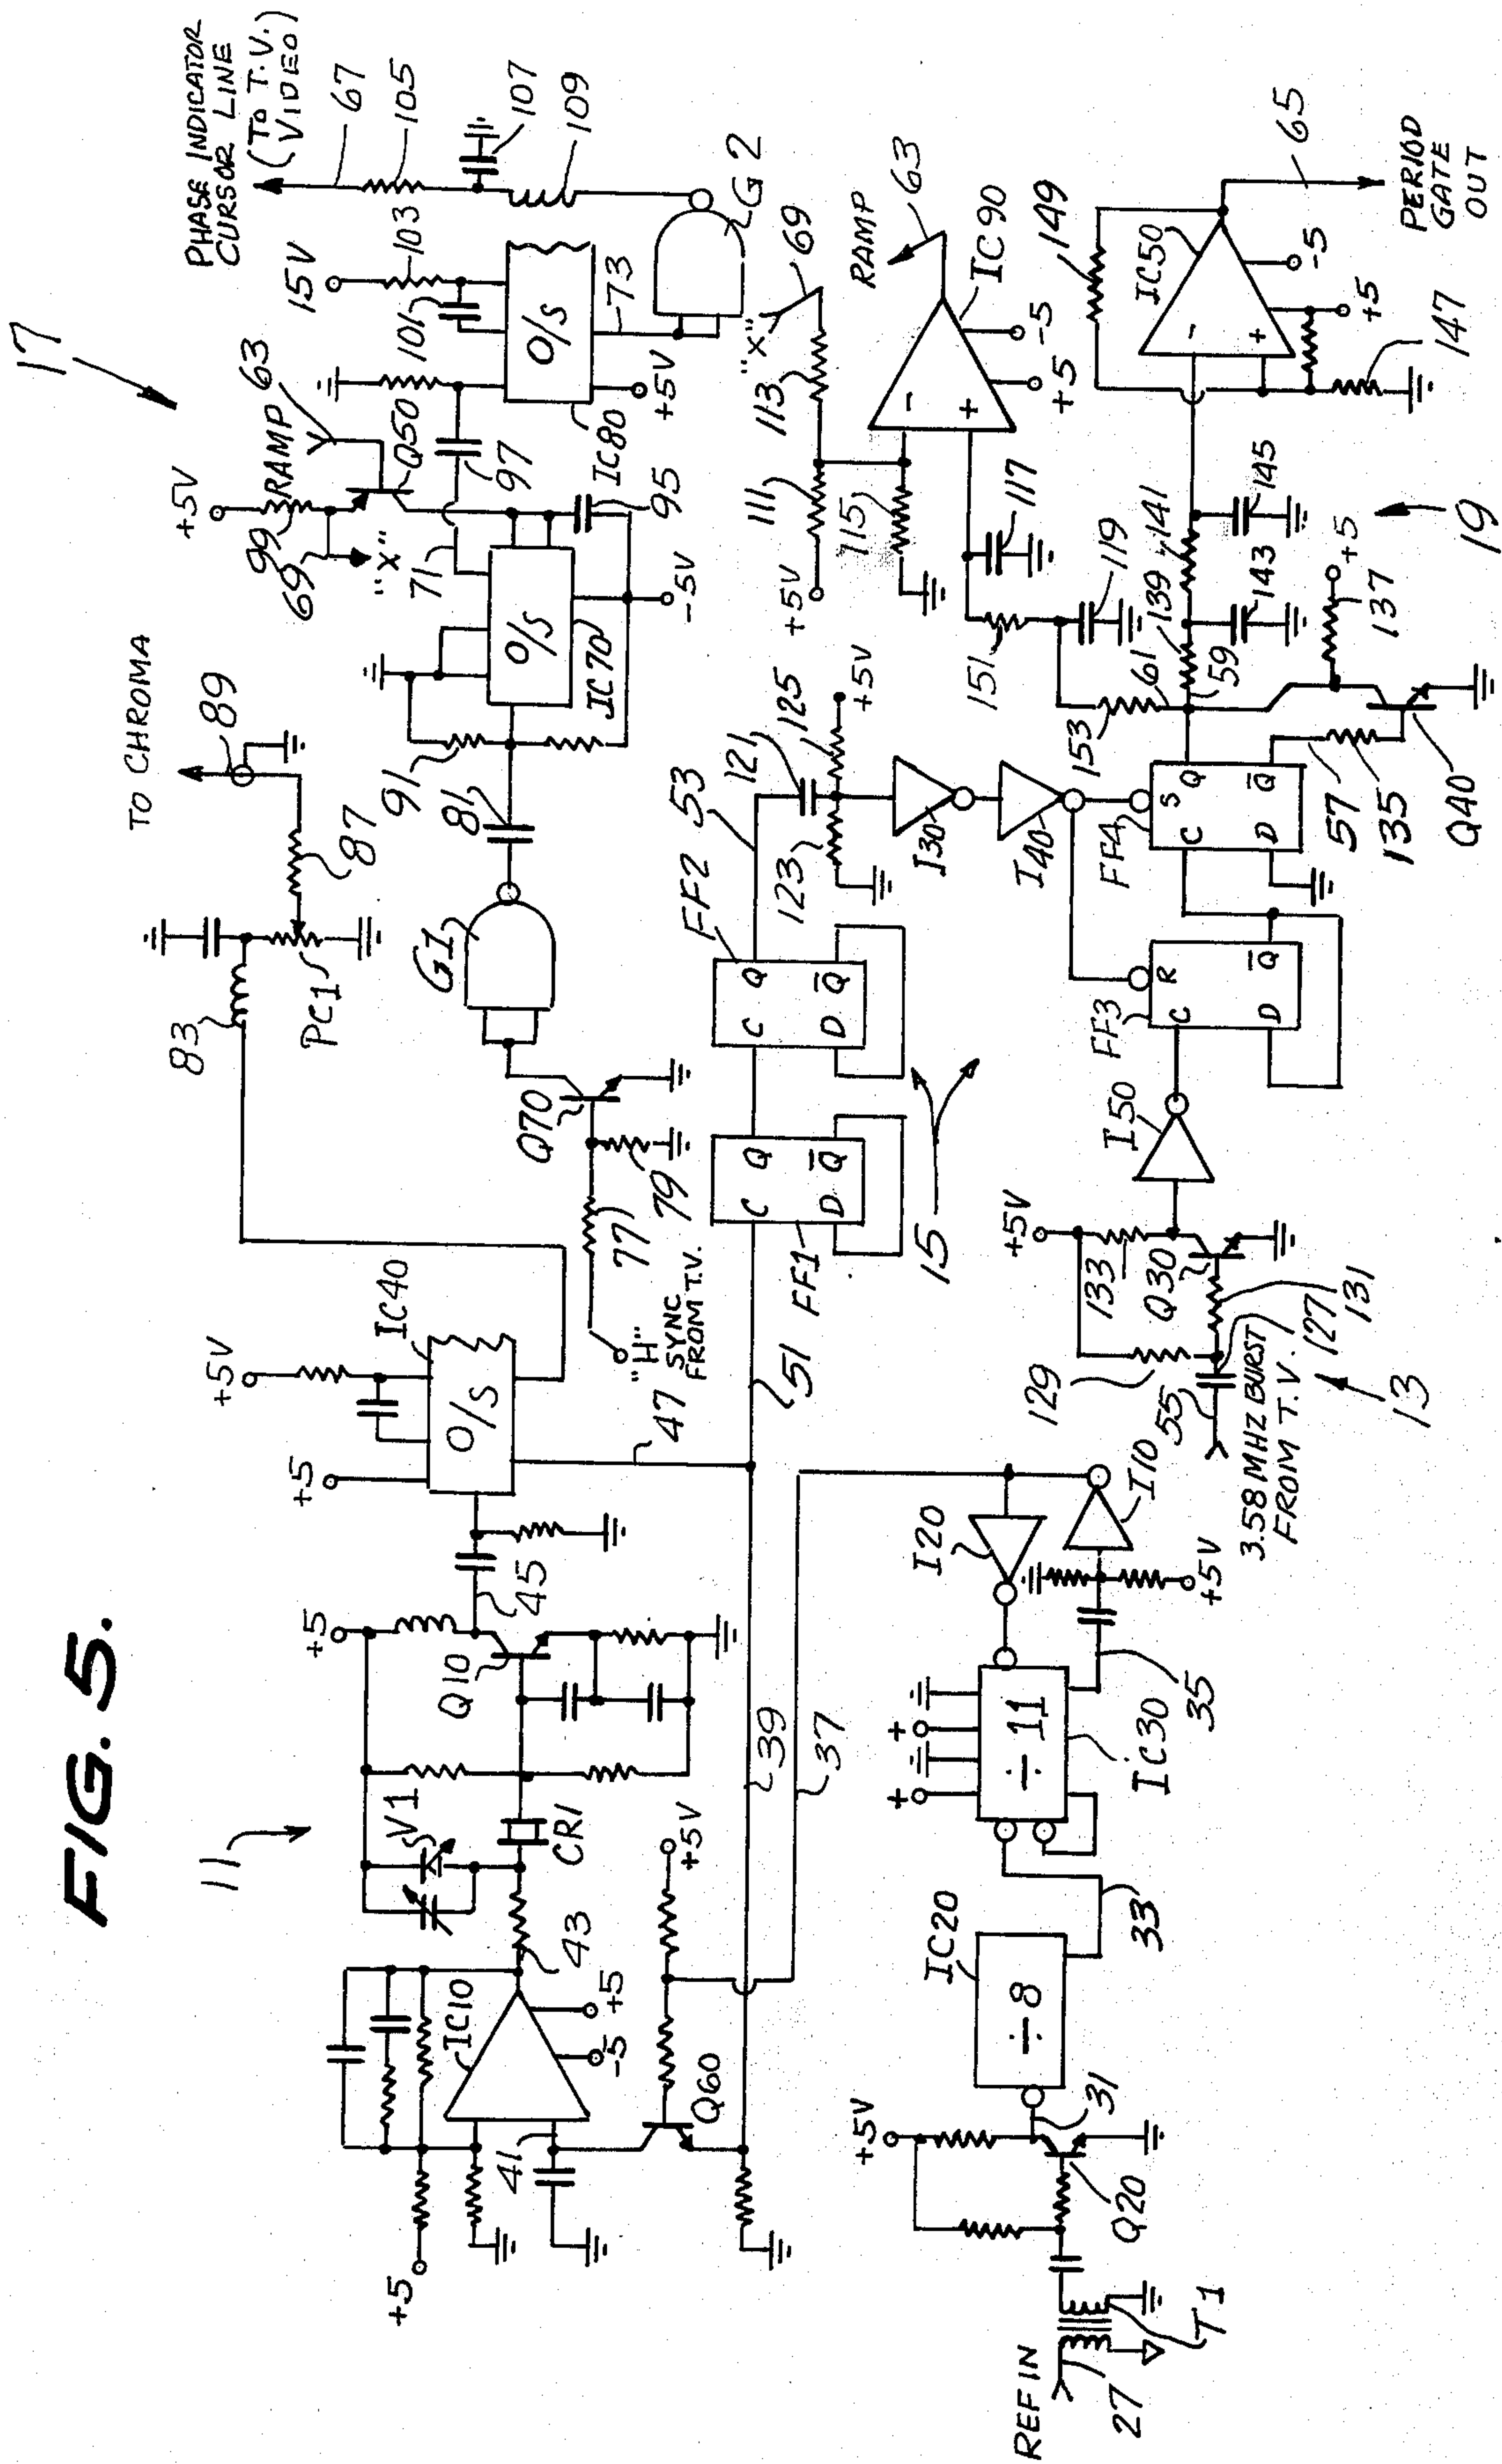 FIG. 5.
17
PHASE INDICATOR
CURSOR LINE
(TO T.V.
VIDEO)
67
105
107
109
G2
15V
103
101
O/S
73
+5V
IC80
97
+5V
RAMP 63
99
Q50
69
"X"
71
O/S
IC70
95
-5V
TO CHROMA
89
87
91
81
83
PC1
G1
Q70
79
77
"H"
SYNC
FROM T.V.
+5V
IC40
+5
O/S
47
+5
45
Q10
11
V1
CR1
43
IC10
+5
-5
+5
41
Q60
+5V
39
37
51
FF1
C Q
D Q̅
FF2
C Q
D Q̅
15
53
121
125
123
+5V
I30
I40
RAMP
63
IC90
"X"
69
113
111
115
+5V
-
+
-5
+5
117
119
151
153
61
139
141
59
143
145
149
IC50
-
+
-5
+5
147
65
PERIOD
GATE
OUT
19
+5
137
FF4
S
C Q
D Q̅
57
135
Q40
FF3
R
C
D Q̅
I50
+5V
133
Q30
131
129
127
55
3.58 MHZ BURST
FROM T.V.
13
I20
I10
+5V
+
+
÷11
IC30
35
33
IC20
÷8
31
+5V
Q20
T1
REF IN
27